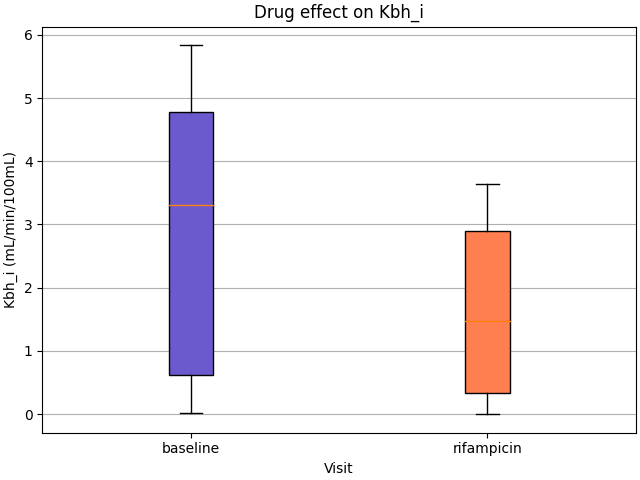 Drug effect on Kbh_i
Kbh_i (mL/min/100mL)
6
5
4
3
2
1
0
baseline
rifampicin
Visit